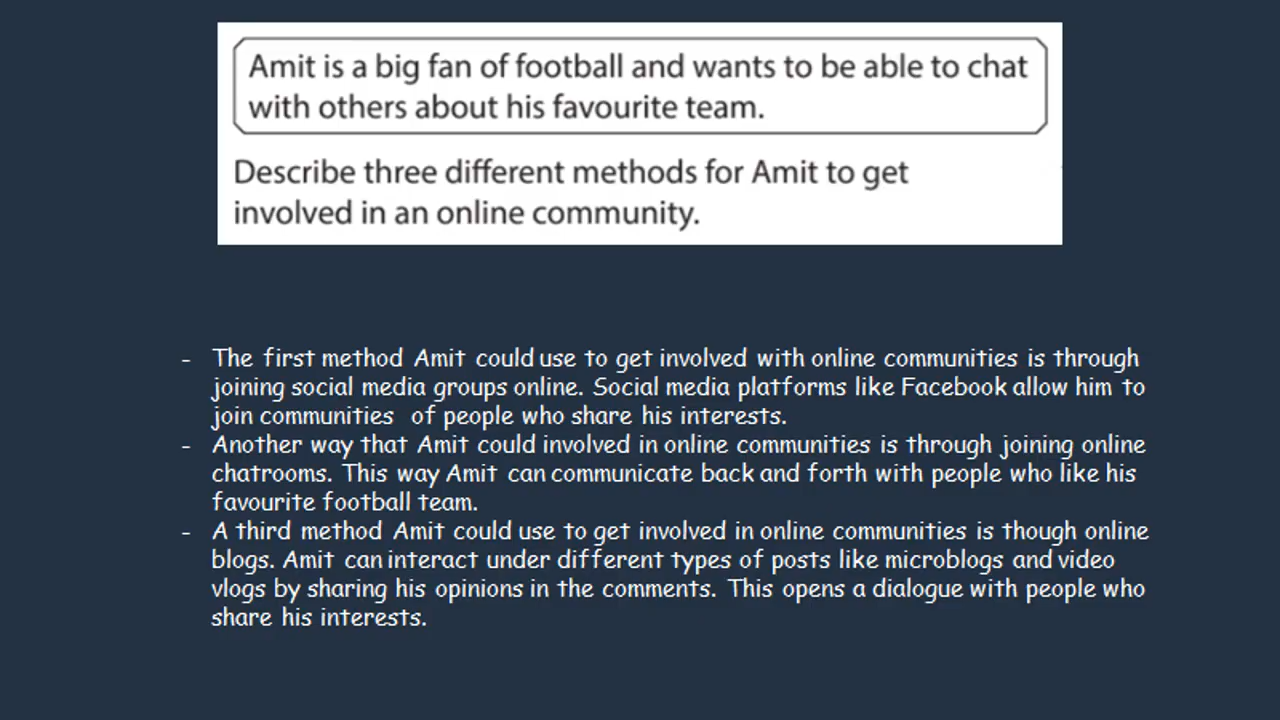 Amit is a big fan of football and wants to be able to chat
with others about his favourite team.
Describe three different methods for Amit to get
involved in an online community.
- The first method Amit could use to get involved with online communities is through
joining social media groups online. Social media platforms like Facebook allow him to
join communities of people who share his interests.
- Another way that Amit could involved in online communities is through joining online
chatrooms. This way Amit can communicate back and forth with people who like his
favourite football team.
- A third method Amit could use to get involved in online communities is though online
blogs. Amit can interact under different types of posts like microblogs and video
vlogs by sharing his opinions in the comments. This opens a dialogue with people who
share his interests.